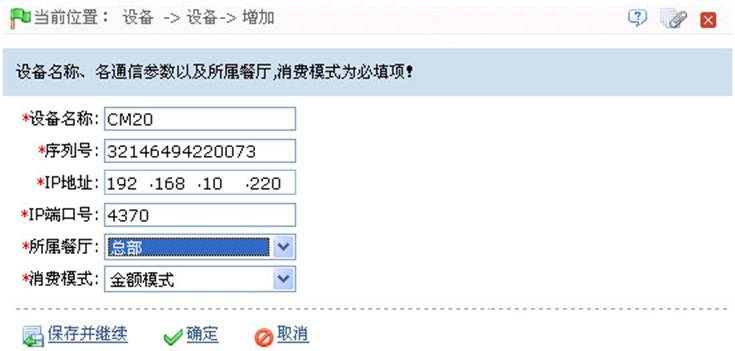 当前位置： 设备 -> 设备-> 增加
设备名称、各通信参数以及所属餐厅,消费模式为必填项!
*设备名称: CM20
*序列号: 32146494220073
*IP地址: 192 .168 .10 .220
*IP端口号: 4370
*所属餐厅: 总部
*消费模式: 金额模式
保存并继续 确定 取消